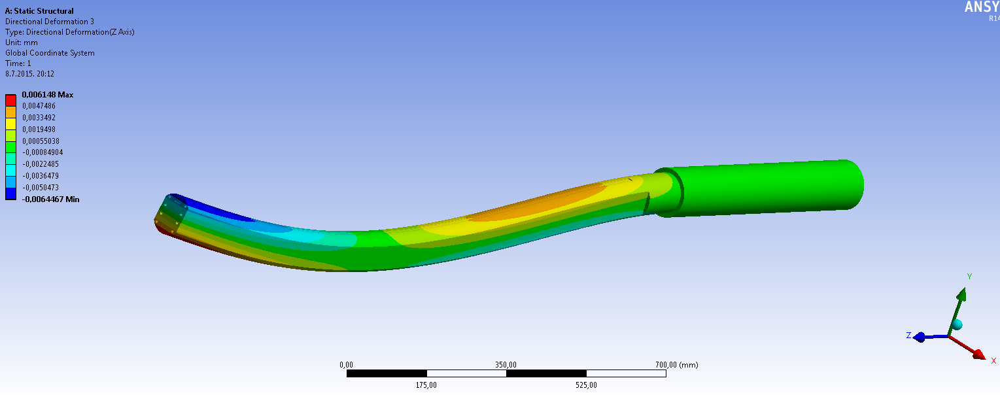 A: Static Structural
Directional Deformation 3
Type: Directional Deformation(Z Axis)
Unit: mm
Global Coordinate System
Time: 1
8.7.2015. 20:12
0,006148 Max
0,0047486
0,0033492
0,0019498
0,00055038
-0,00084904
-0,0022485
-0,0036479
-0,0050473
-0,0064467 Min
ANSY
R14
Y
Z
X
0,00 350,00 700,00 (mm)
175,00 525,00